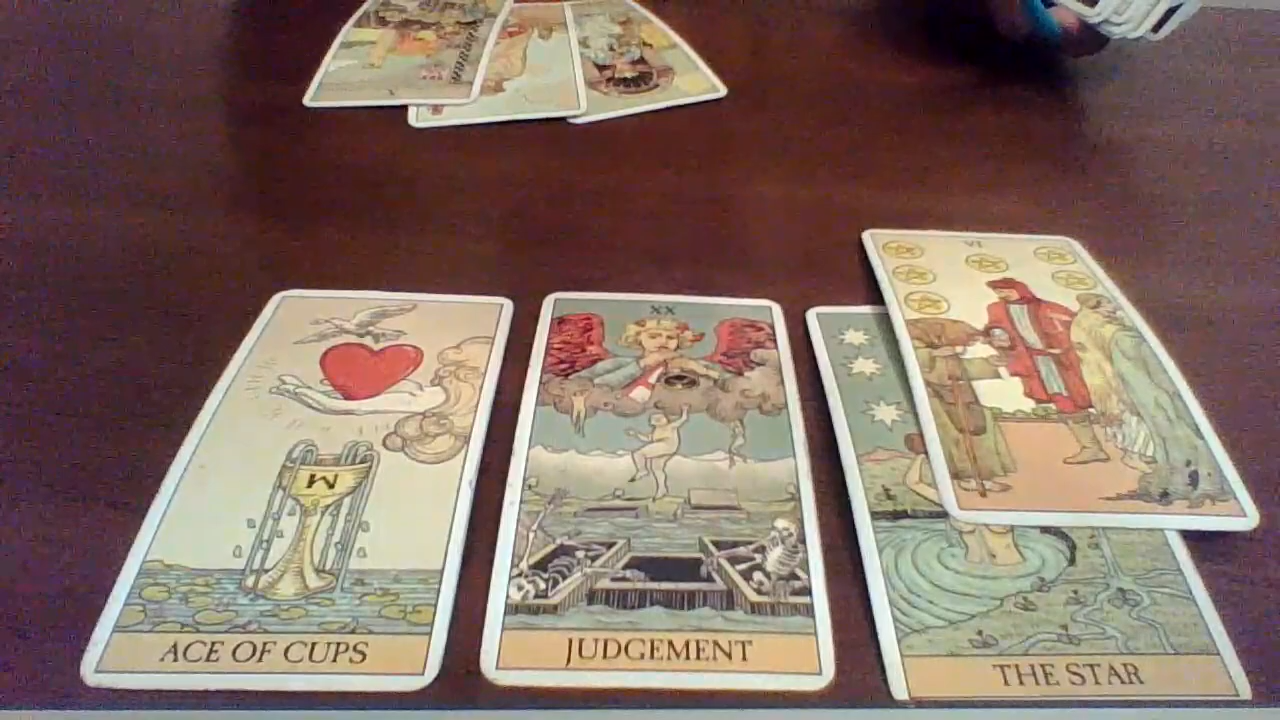 VI
XX
M
ACE OF CUPS
JUDGEMENT
THE STAR